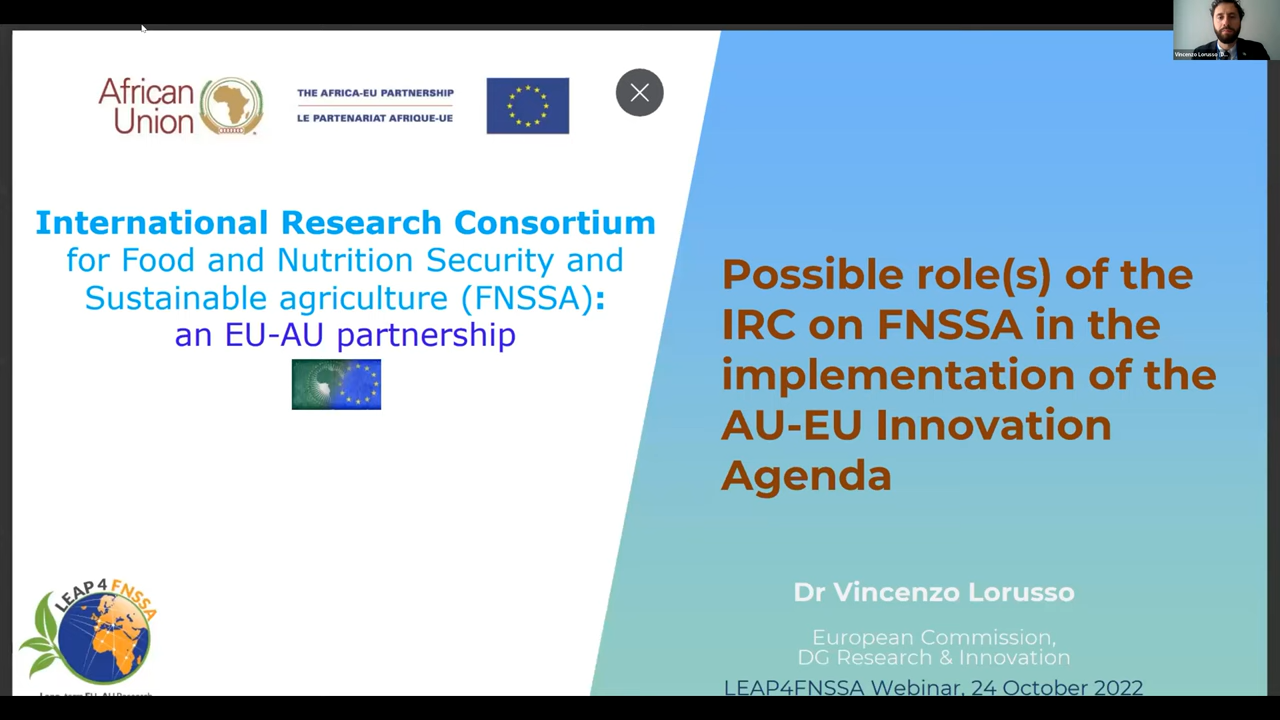 African
Union
THE AFRICA-EU PARTNERSHIP
LE PARTENARIAT AFRIQUE-UE
International Research Consortium
for Food and Nutrition Security and
Sustainable agriculture (FNSSA):
an EU-AU partnership
LEAP4FNSSA
Possible role(s) of the
IRC on FNSSA in the
implementation of the
AU-EU Innovation
Agenda
Dr Vincenzo Lorusso
European Commission,
DG Research & Innovation
LEAP4FNSSA Webinar, 24 October 2022
Vincenzo Lorusso